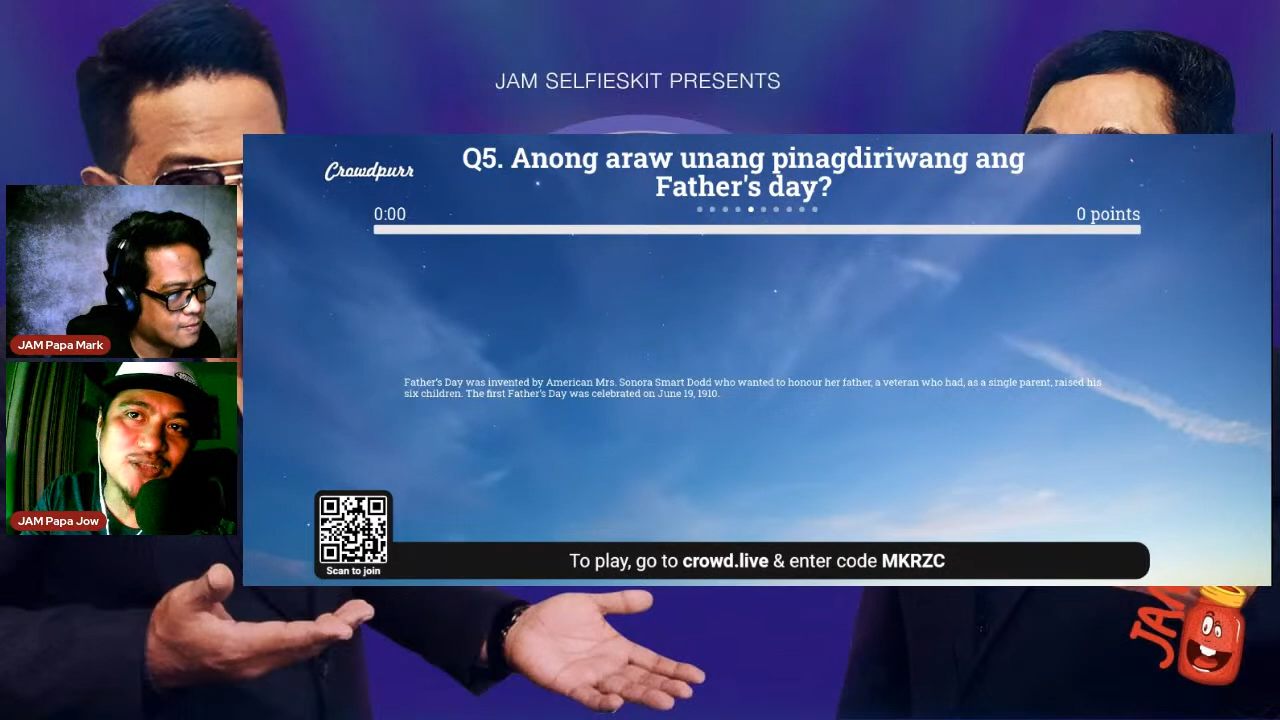 JAM SELFIESKIT PRESENTS
Crowdpurr
Q5. Anong araw unang pinagdiriwang ang
Father's day?
0:00
0 points
JAM Papa Mark
Father's Day was invented by American Mrs. Sonora Smart Dodd who wanted to honour her father, a veteran who had, as a single parent, raised his
six children. The first Father's Day was celebrated on June 19, 1910.
JAM Papa Jow
Scan to join
To play, go to crowd.live & enter code MKRZC
JAM